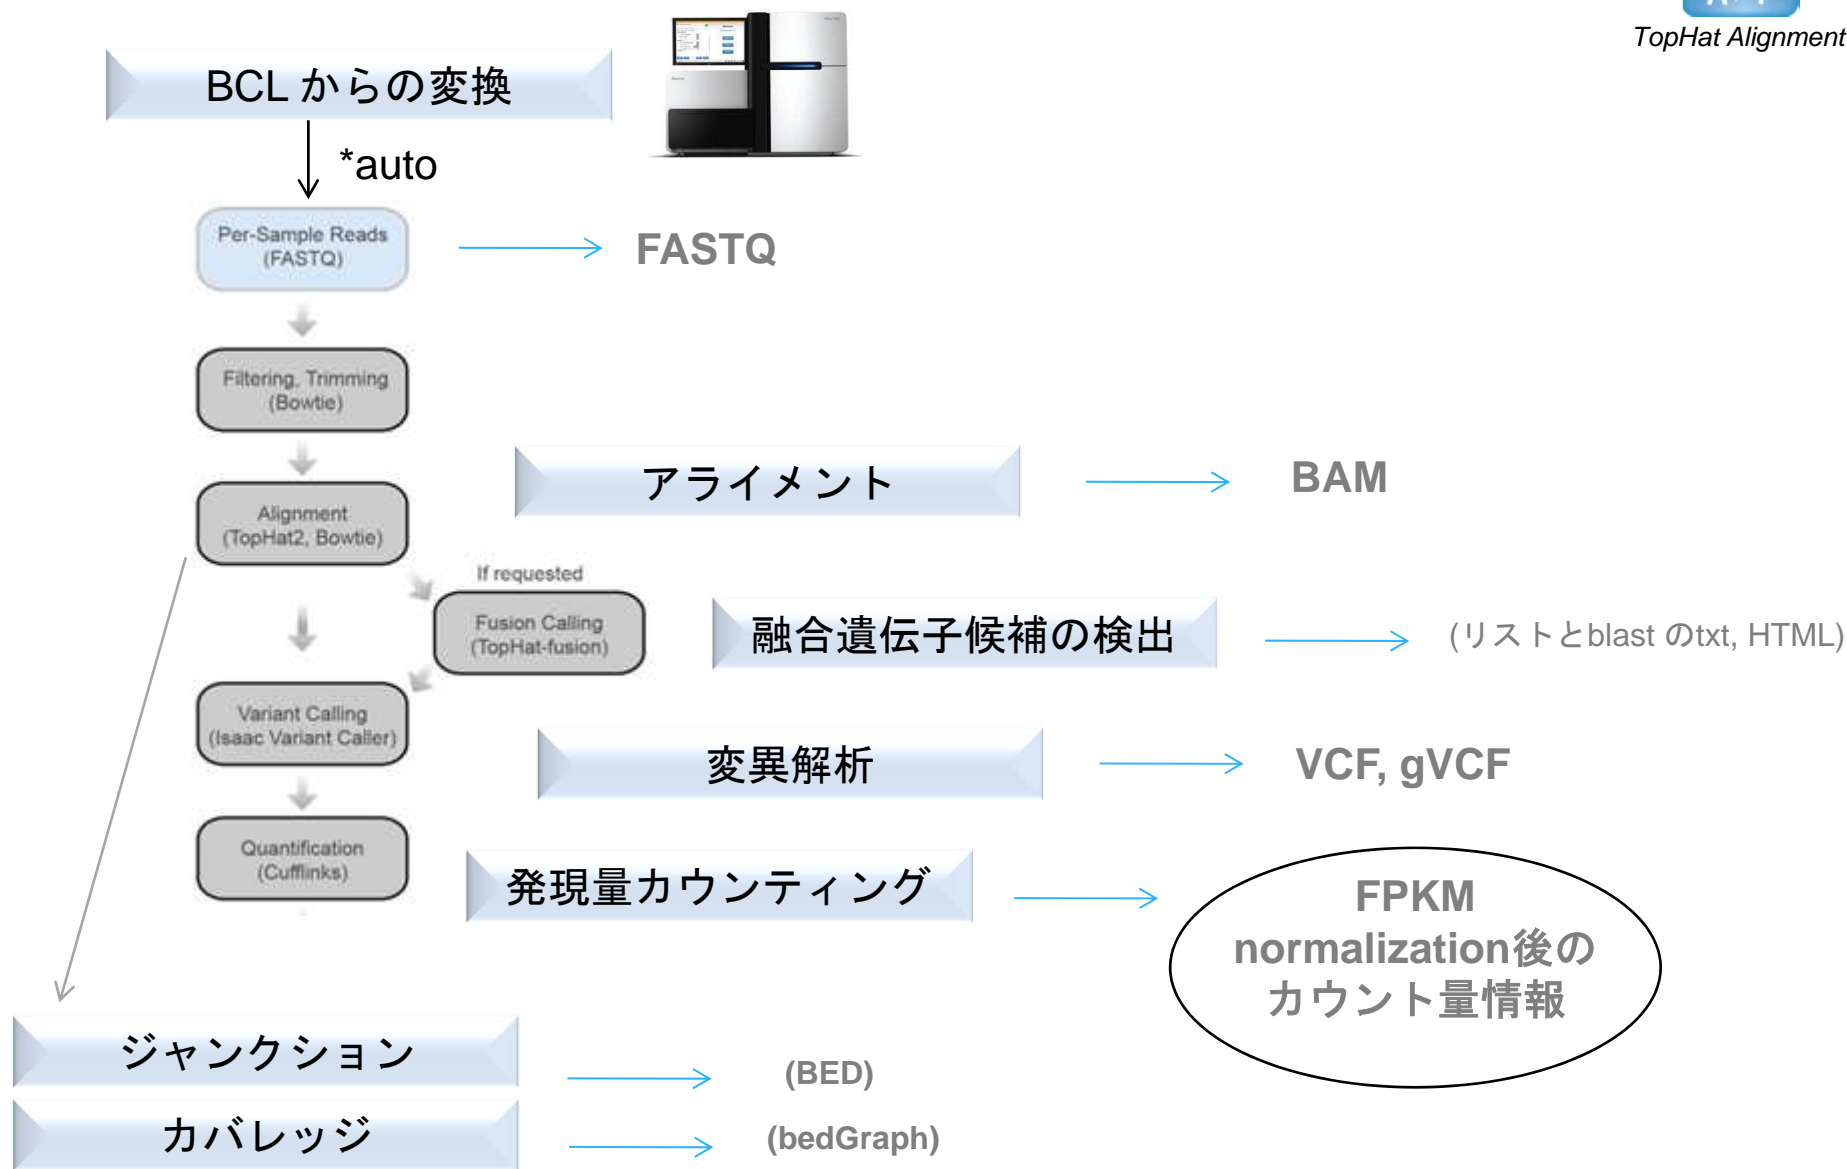 TopHat Alignment
BCL からの変換
*auto
Per-Sample Reads
(FASTQ)
FASTQ
Filtering, Trimming
(Bowtie)
アライメント
BAM
Alignment
(TopHat2, Bowtie)
If requested
Fusion Calling
(TopHat-fusion)
融合遺伝子候補の検出
(リストとblast のtxt, HTML)
Variant Calling
(Isaac Variant Caller)
変異解析
VCF, gVCF
Quantification
(Cufflinks)
発現量カウンティング
FPKM
normalization後の
カウント量情報
ジャンクション
(BED)
カバレッジ
(bedGraph)